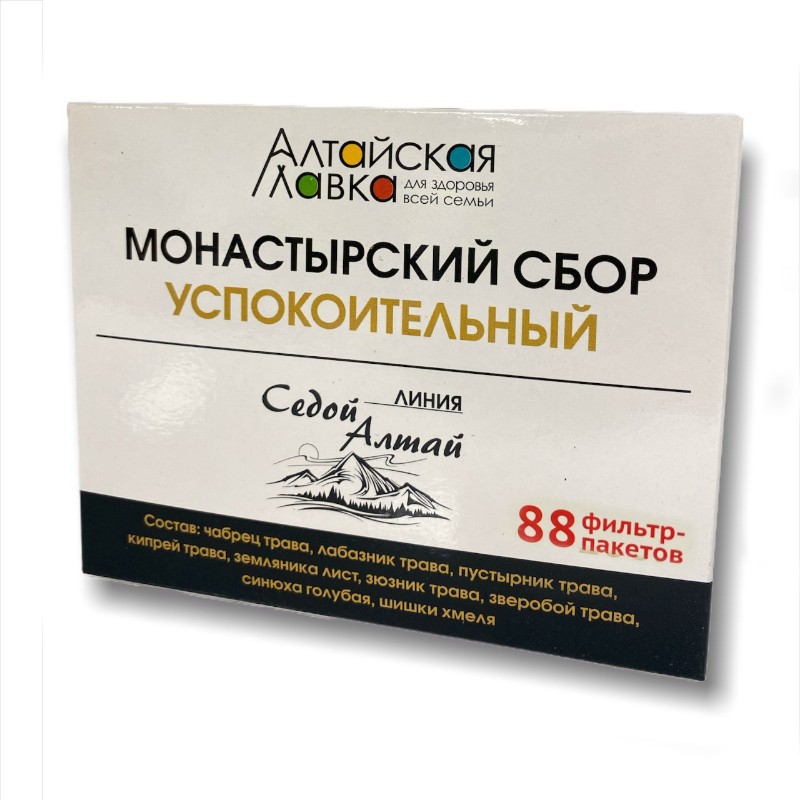 Алтайская
Лавка для здоровья
всей семьи
МОНАСТЫРСКИЙ СБОР
УСПОКОИТЕЛЬНЫЙ
ЛИНИЯ
Седой
Алтай
88 фильтр-
пакетов
Состав: чабрец трава, лабазник трава, пустырник трава,
кипрей трава, земляника лист, зюзник трава, зверобой трава,
синюха голубая, шишки хмеля